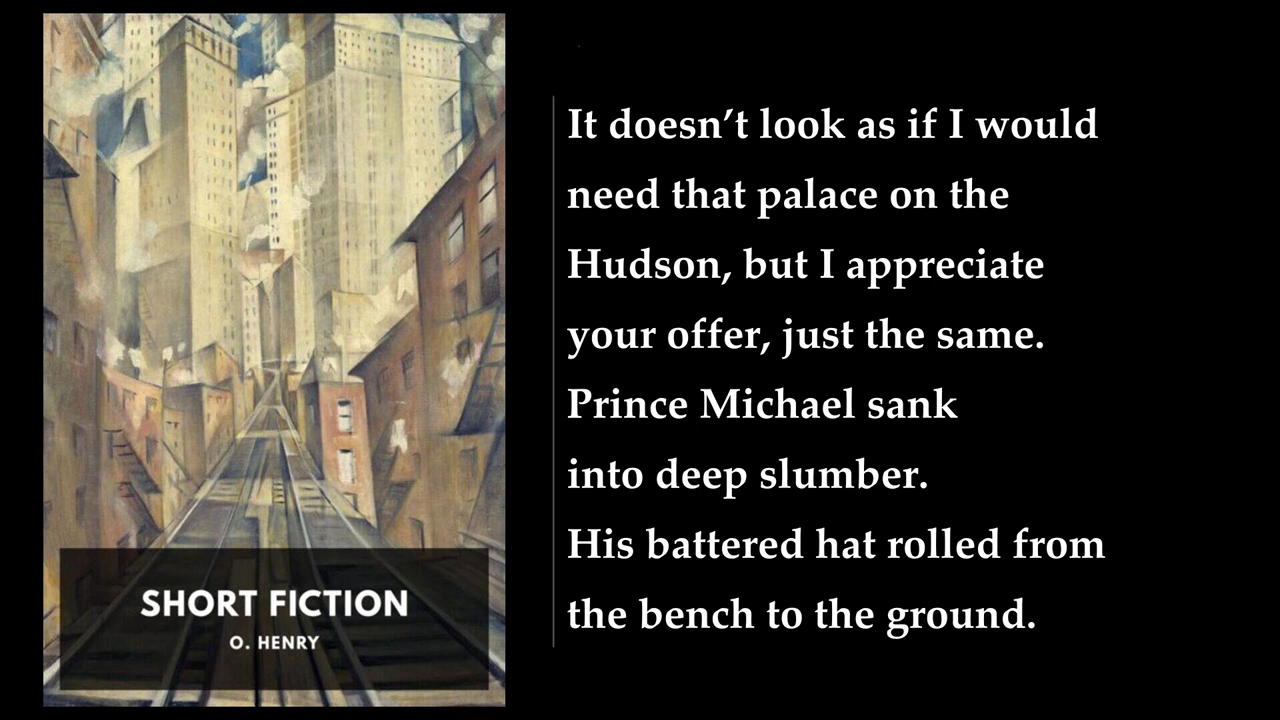 SHORT FICTION
O. HENRY
It doesn’t look as if I would
need that palace on the
Hudson, but I appreciate
your offer, just the same.
Prince Michael sank
into deep slumber.
His battered hat rolled from
the bench to the ground.